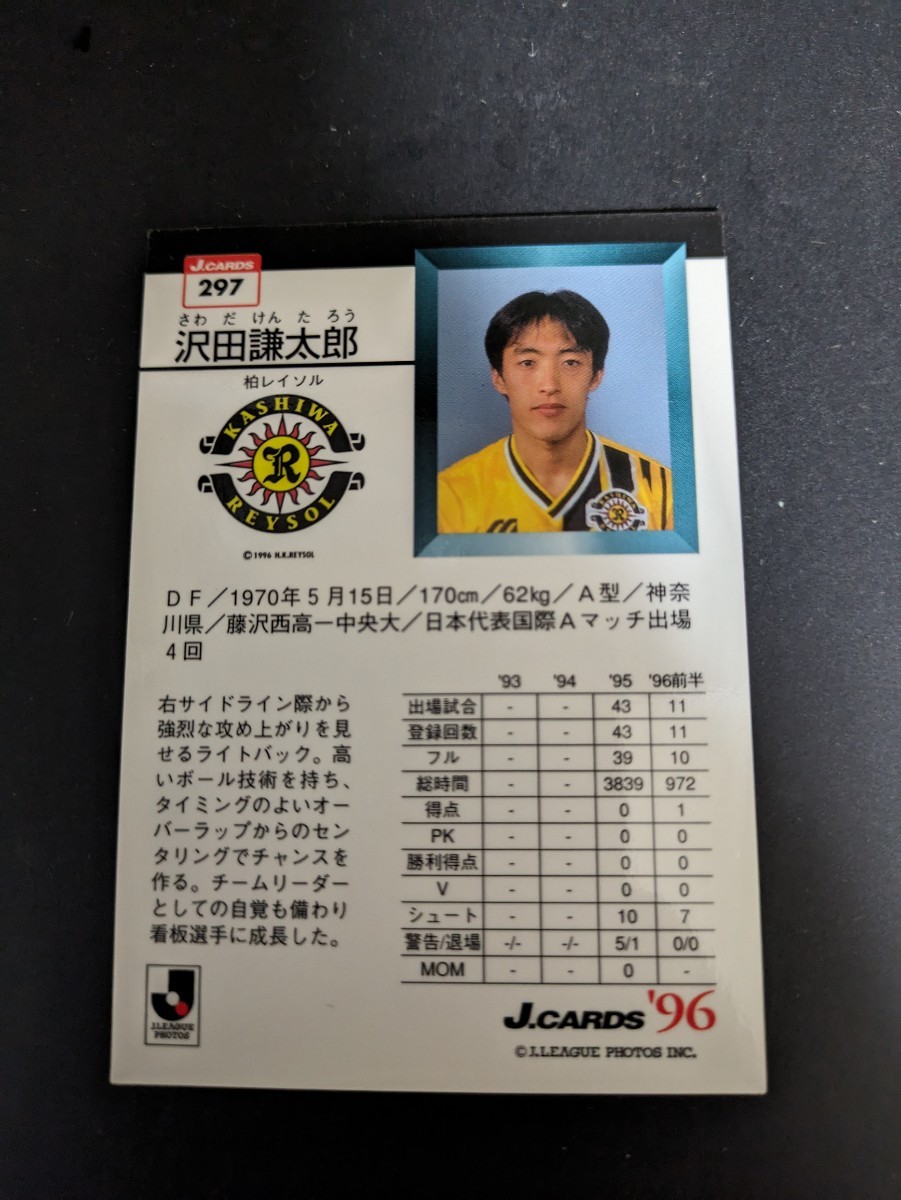 J.CARDS
297
さわ だ けん た ろう
沢田謙太郎
柏レイソル
KASHIWA
R
REYSOL
©1996 H.K.REYSOL
KASHIWA
R
DF／1970年5月15日／170㎝／62kg／A型／神奈
川県／藤沢西高ー中央大／日本代表国際Aマッチ出場
4回
右サイドライン際から
強烈な攻め上がりを見
せるライトバック。高
いボール技術を持ち、
タイミングのよいオー
バーラップからのセン
タリングでチャンスを
作る。チームリーダー
としての自覚も備わり
看板選手に成長した。
'93 '94 '95 '96前半
出場試合 - - 43 11
登録回数 - - 43 11
フル - - 39 10
総時間 - - 3839 972
得点 - - 0 1
PK - - 0 0
勝利得点 - - 0 0
V - - 0 0
シュート - - 10 7
警告/退場 -/- -/- 5/1 0/0
MOM - - 0 -
J.LEAGUE
PHOTOS
J.CARDS '96
©J.LEAGUE PHOTOS INC.